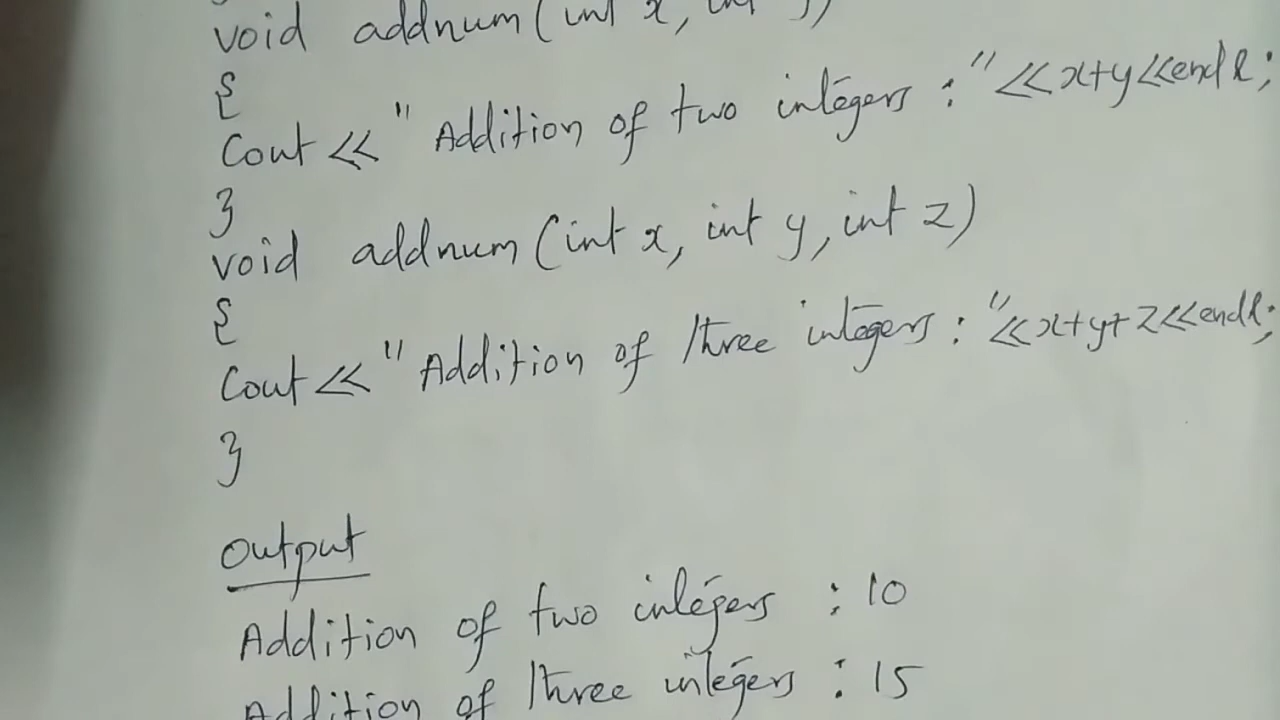 void addnum(int x, int y)
{
Cout<<" Addition of two integers : "<<x+y<<endl;
}
void addnum (int x, int y, int z)
{
Cout<<" Addition of three integers : "<<x+y+z<<endl;
}
Output
Addition of two integers : 10
Addition of three integers : 15